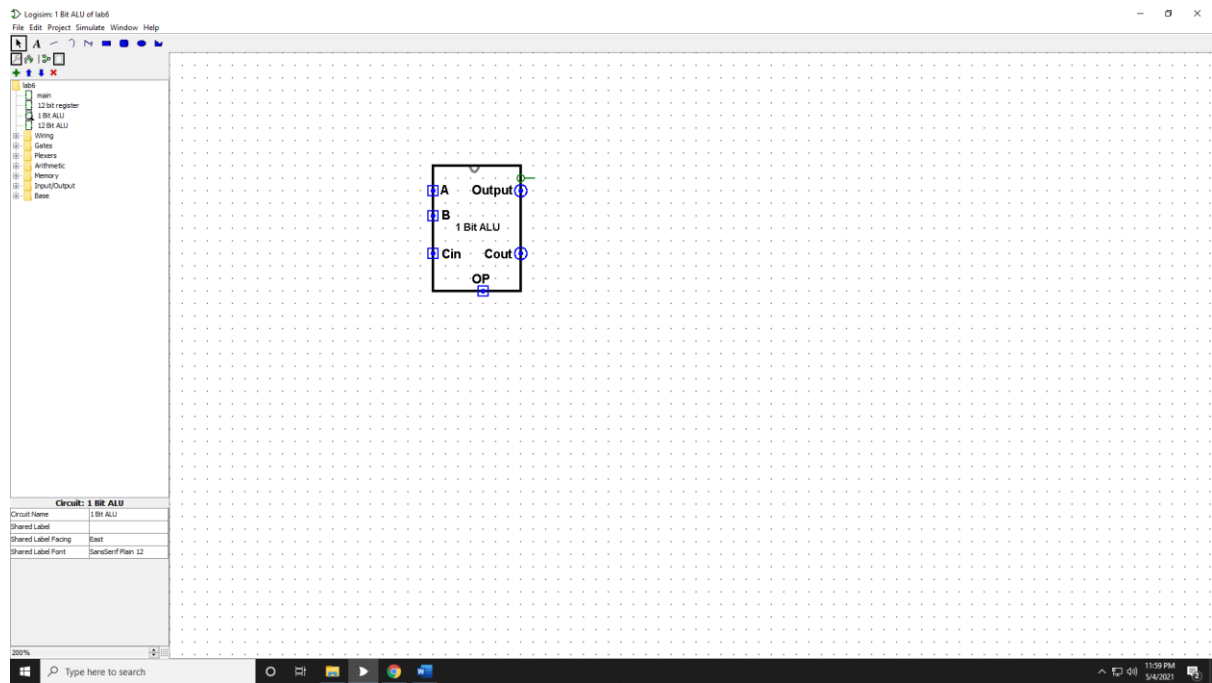 Logisim: 1 Bit ALU of lab6
File Edit Project Simulate Window Help
A
lab6
main
12 bit register
1 Bit ALU
12 Bit ALU
Wiring
Gates
Plexers
Arithmetic
Memory
Input/Output
Base
A Output
B
1 Bit ALU
Cin Cout
OP
Circuit: 1 Bit ALU
Circuit Name 1 Bit ALU
Shared Label
Shared Label Facing East
Shared Label Font SansSerif Plain 12
200%
Type here to search
11:59 PM
5/4/2021
2